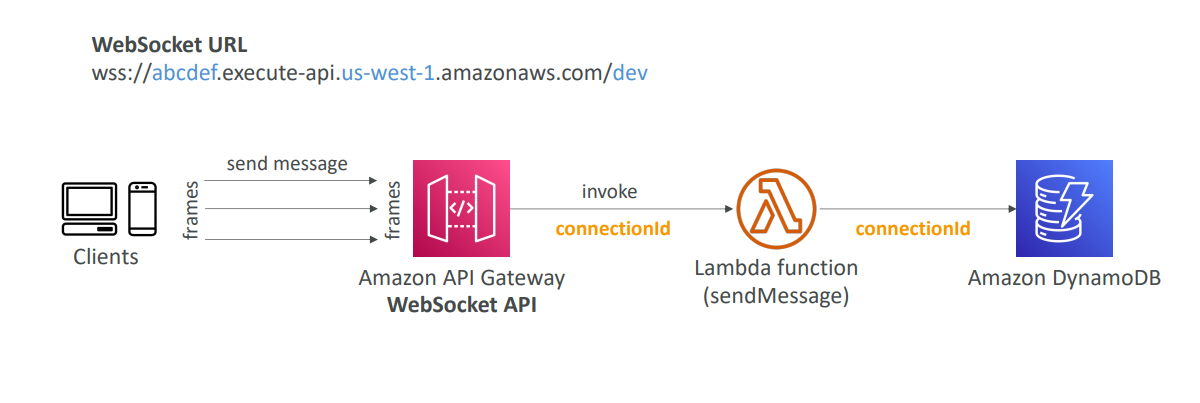 WebSocket URL
wss://abcdef.execute-api.us-west-1.amazonaws.com/dev
send message
frames
frames
Clients
Amazon API Gateway
WebSocket API
invoke
connectionId
Lambda function
(sendMessage)
connectionId
Amazon DynamoDB